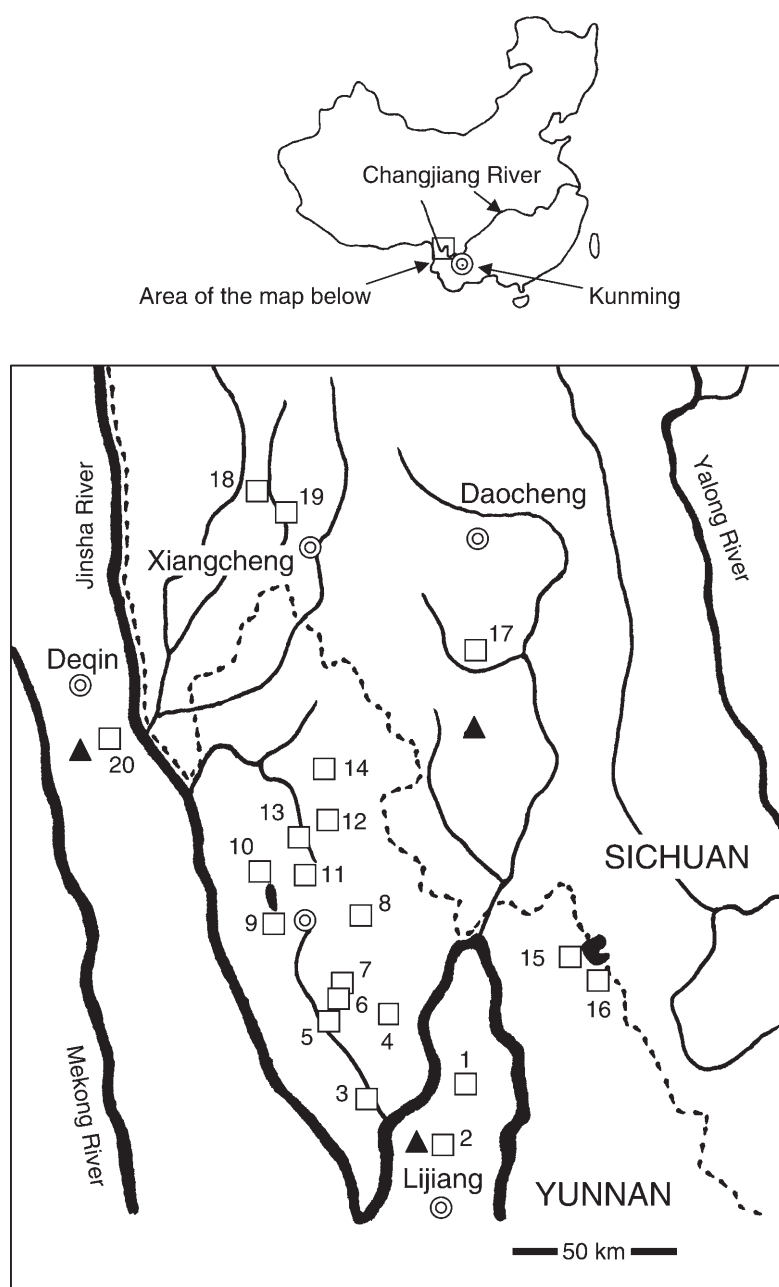 Changjiang River
Area of the map below
Kunming
Jinsha River
18
19
Daocheng
Yalong River
Xiangcheng
17
Deqin
20
14
13
12
10
11
SICHUAN
9
8
15
7
6
16
5
4
Mekong River
1
3
2
Lijiang
YUNNAN
50 km